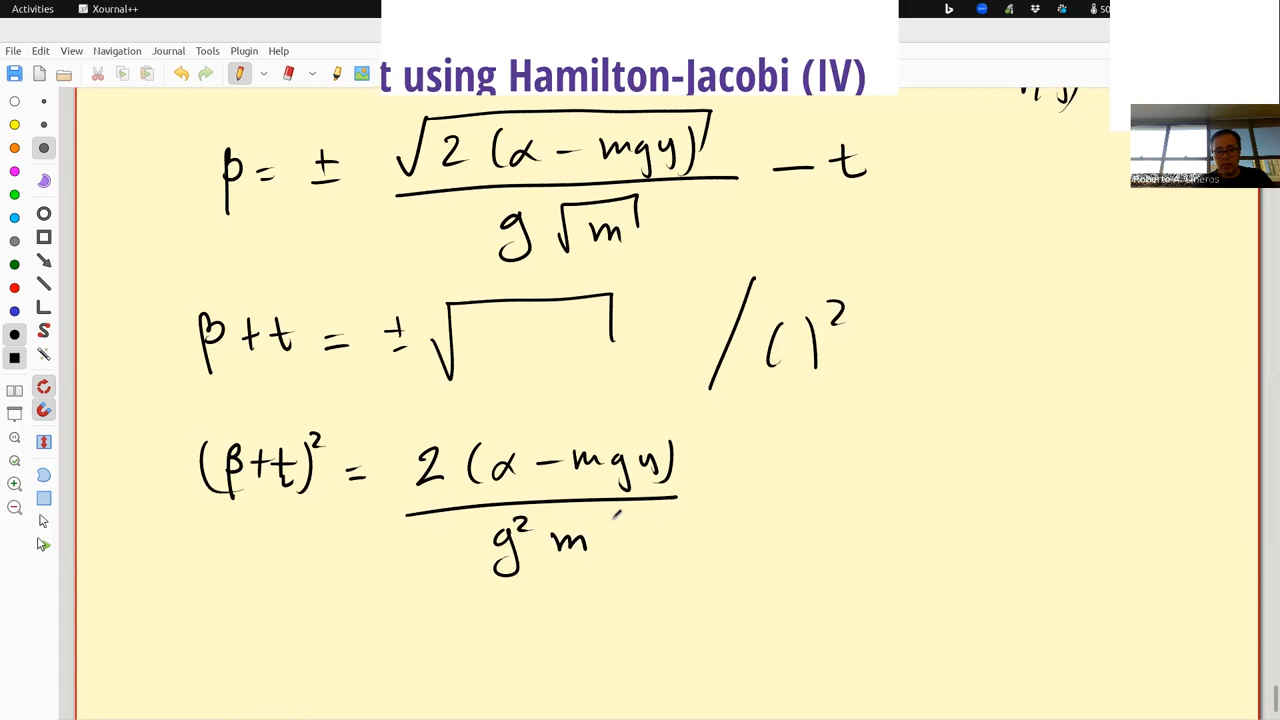 Activities Xournal++ 50
File Edit View Navigation Journal Tools Plugin Help
t using Hamilton-Jacobi (IV)
β = ± √(2 (α − mgy)) / (g √m) − t
β + t = ± √ / ( )²
(β + t)² = 2 (α − mgy) / (g² m)